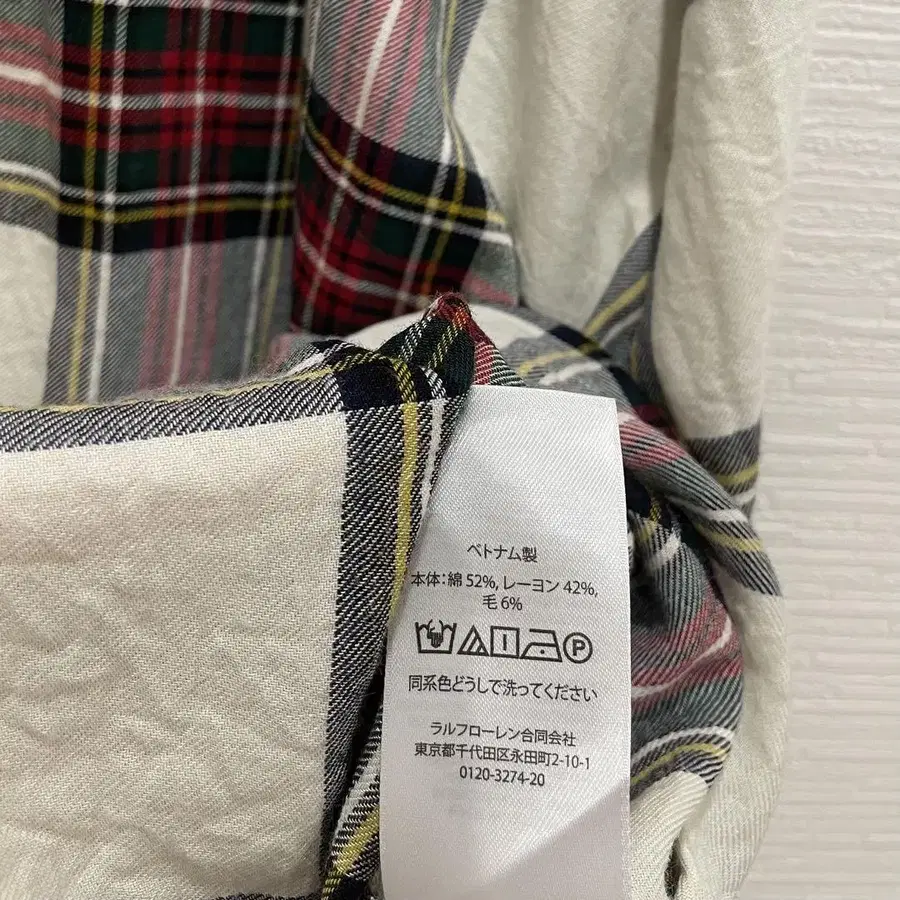 ベトナム製
本体：綿 52%, レーヨン 42%,
毛 6%
P
同系色どうしで洗ってください
ラルフローレン合同会社
東京都千代田区永田町2-10-1
0120-3274-20